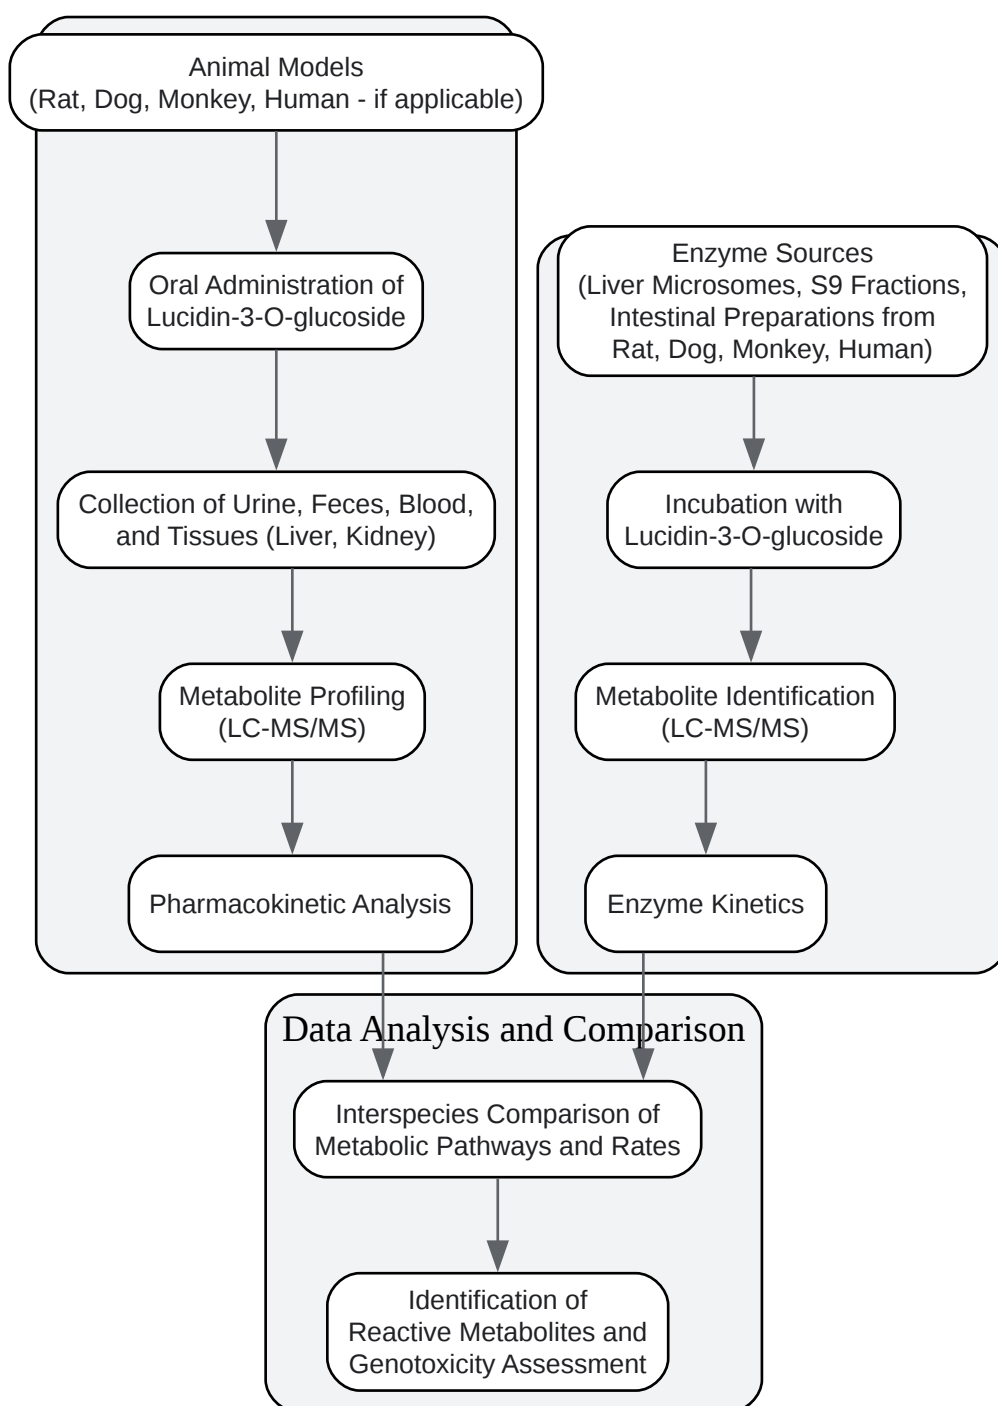 Animal Models
(Rat, Dog, Monkey, Human - if applicable)
Oral Administration of
Lucidin-3-O-glucoside
Collection of Urine, Feces, Blood,
and Tissues (Liver, Kidney)
Metabolite Profiling
(LC-MS/MS)
Pharmacokinetic Analysis
Enzyme Sources
(Liver Microsomes, S9 Fractions,
Intestinal Preparations from
Rat, Dog, Monkey, Human)
Incubation with
Lucidin-3-O-glucoside
Metabolite Identification
(LC-MS/MS)
Enzyme Kinetics
Data Analysis and Comparison
Interspecies Comparison of
Metabolic Pathways and Rates
Identification of
Reactive Metabolites and
Genotoxicity Assessment